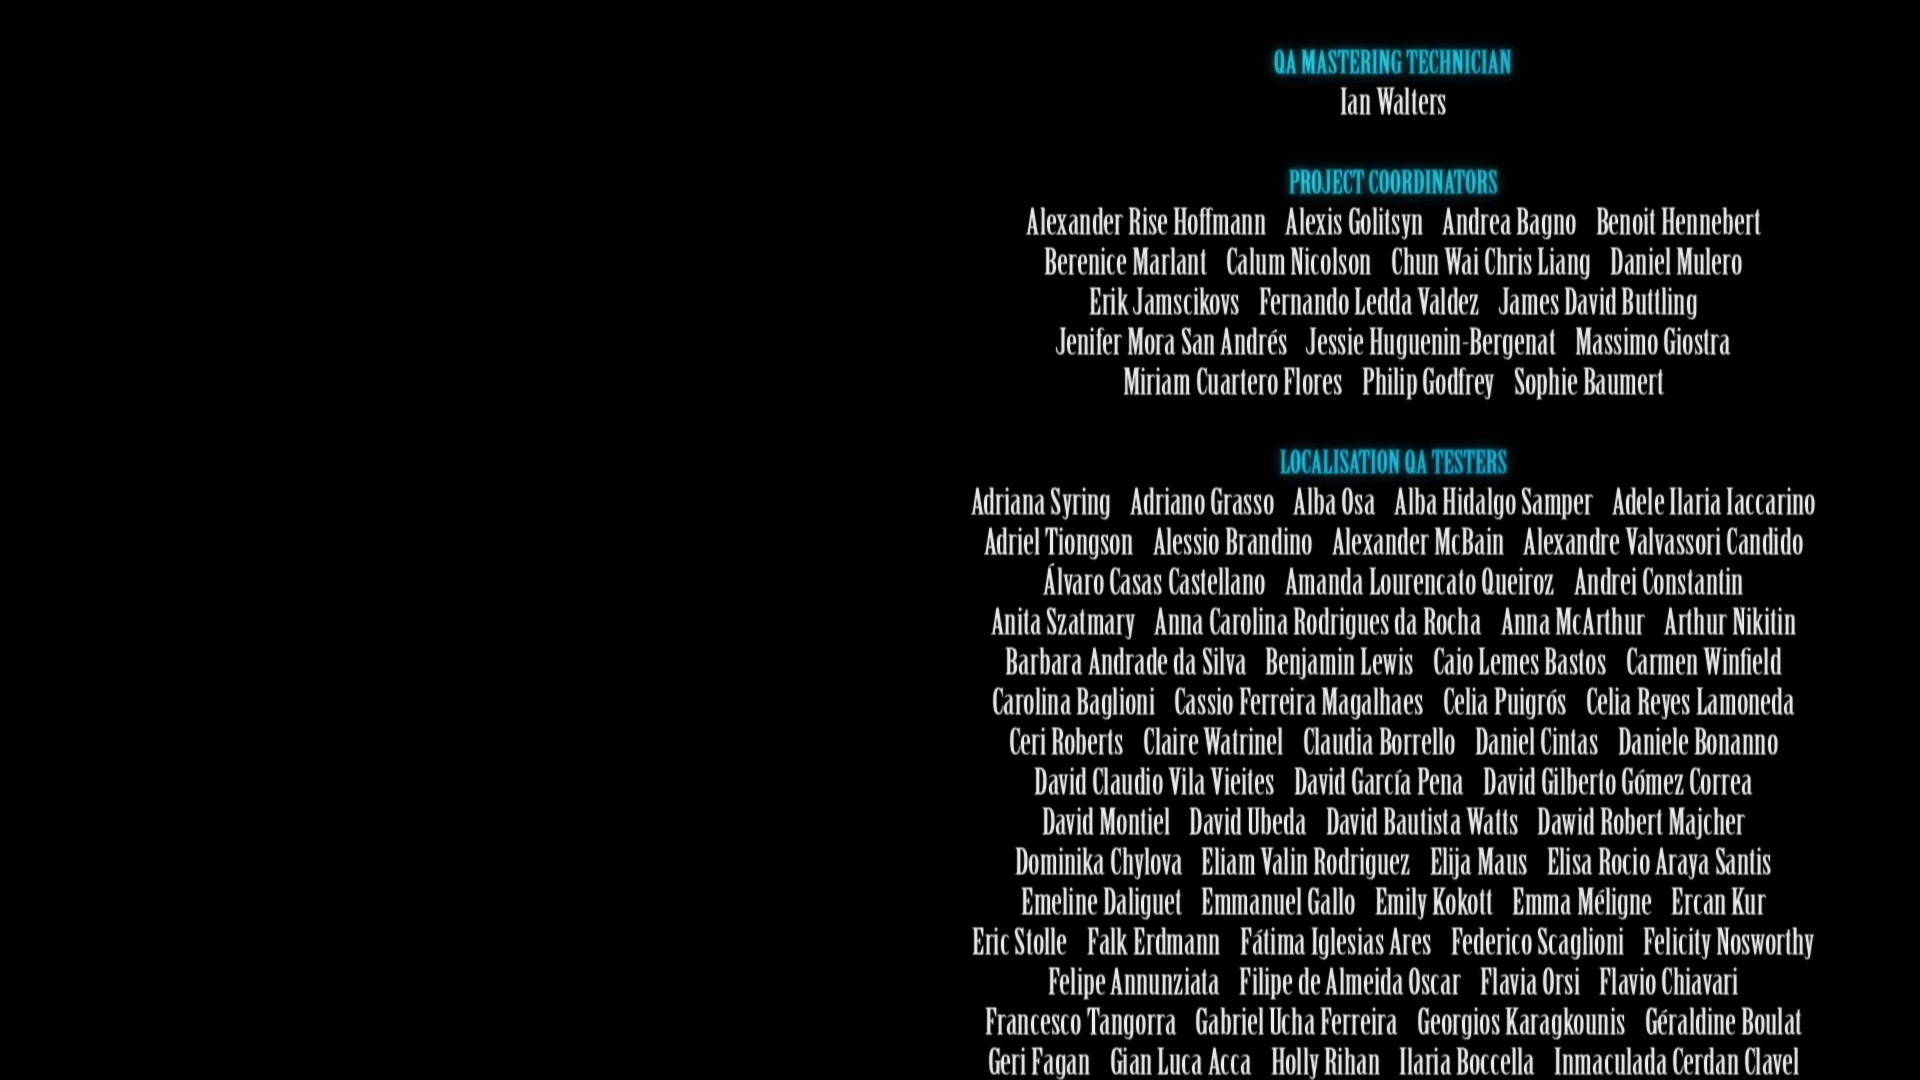 QA MASTERING TECHNICIAN
Ian Walters
PROJECT COORDINATORS
Alexander Rise Hoffmann Alexis Golitsyn Andrea Bagno Benoit Hennebert
Berenice Marlant Calum Nicolson Chun Wai Chris Liang Daniel Mulero
Erik Jamscikovs Fernando Ledda Valdez James David Buttling
Jenifer Mora San Andrés Jessie Huguenin-Bergenat Massimo Giostra
Miriam Cuartero Flores Philip Godfrey Sophie Baumert
LOCALISATION QA TESTERS
Adriana Syring Adriano Grasso Alba Osa Alba Hidalgo Samper Adele Ilaria Iaccarino
Adriel Tiongson Alessio Brandino Alexander McBain Alexandre Valvassori Candido
Álvaro Casas Castellano Amanda Lourencato Queiroz Andrei Constantin
Anita Szatmary Anna Carolina Rodrigues da Rocha Anna McArthur Arthur Nikitin
Barbara Andrade da Silva Benjamin Lewis Caio Lemes Bastos Carmen Winfield
Carolina Baglioni Cassio Ferreira Magalhaes Celia Puigrós Celia Reyes Lamoneda
Ceri Roberts Claire Watrinel Claudia Borrello Daniel Cintas Daniele Bonanno
David Claudio Vila Vieites David García Pena David Gilberto Gómez Correa
David Montiel David Ubeda David Bautista Watts Dawid Robert Majcher
Dominika Chylova Eliam Valin Rodriguez Elija Maus Elisa Rocio Araya Santis
Emeline Daliguet Emmanuel Gallo Emily Kokott Emma Méligne Ercan Kur
Eric Stolle Falk Erdmann Fátima Iglesias Ares Federico Scaglioni Felicity Nosworthy
Felipe Annunziata Filipe de Almeida Oscar Flavia Orsi Flavio Chiavari
Francesco Tangorra Gabriel Ucha Ferreira Georgios Karagkounis Géraldine Boulat
Geri Fagan Gian Luca Acca Holly Rihan Ilaria Boccella Inmaculada Cerdan Clavel